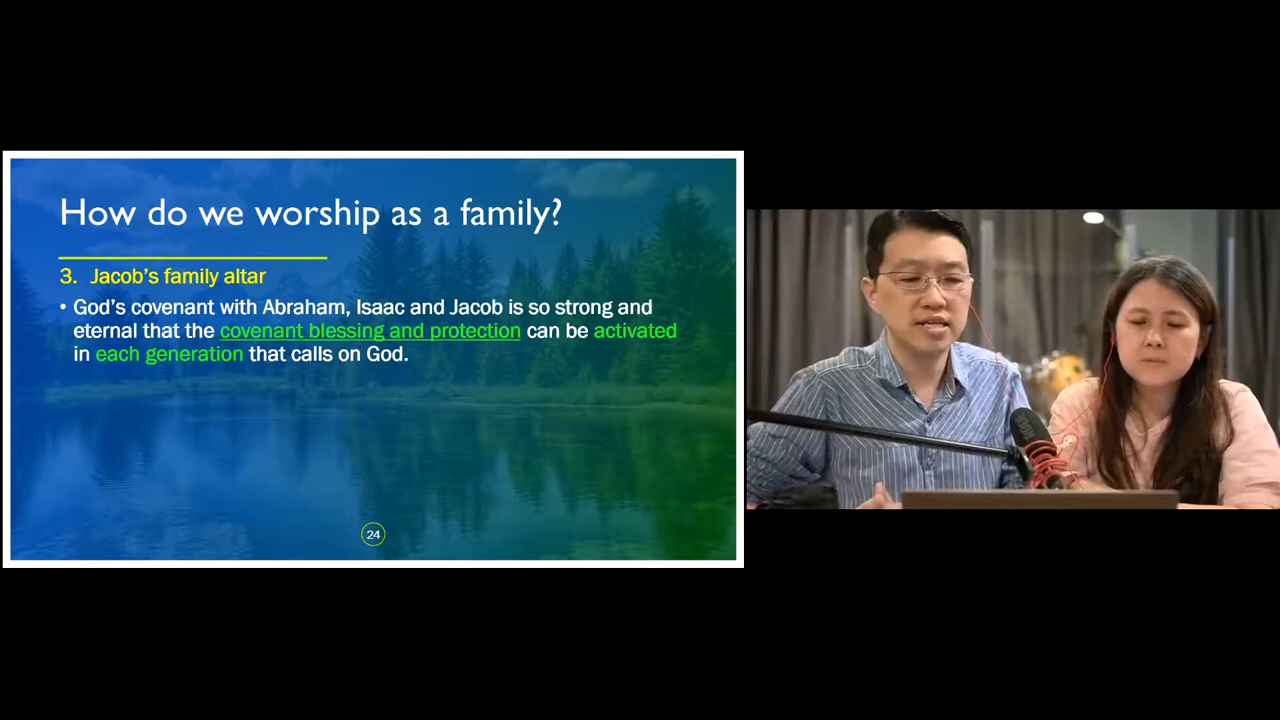 How do we worship as a family?
3. Jacob's family altar
• God's covenant with Abraham, Isaac and Jacob is so strong and
eternal that the covenant blessing and protection can be activated
in each generation that calls on God.
24